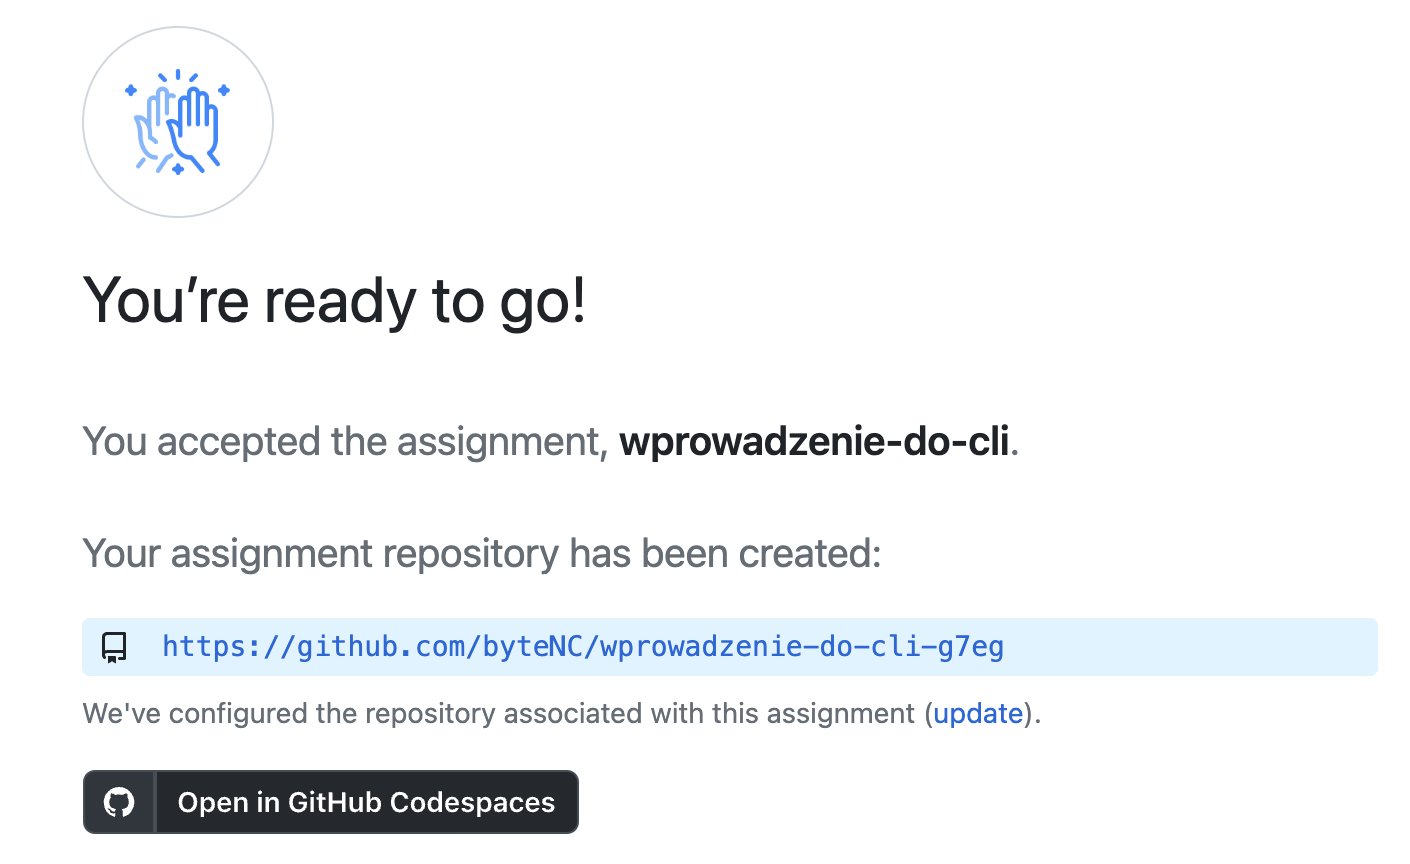 You’re ready to go!
You accepted the assignment, wprowadzenie-do-cli.
Your assignment repository has been created:
https://github.com/byteNC/wprowadzenie-do-cli-g7eg
We've configured the repository associated with this assignment (update).
Open in GitHub Codespaces